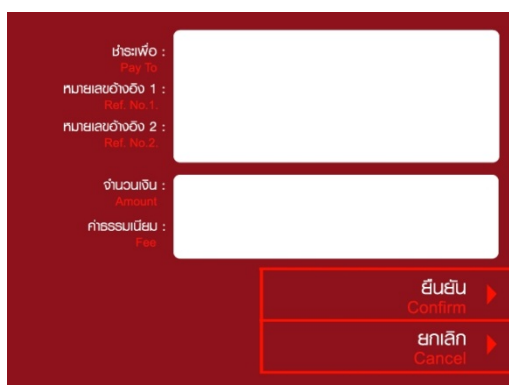 ชำระเพื่อ :
Pay To
หมายเลขอ้างอิง 1 :
Ref. No.1.
หมายเลขอ้างอิง 2 :
Ref. No.2.
จำนวนเงิน :
Amount
ค่าธรรมเนียม :
Fee
ยืนยัน
Confirm
ยกเลิก
Cancel